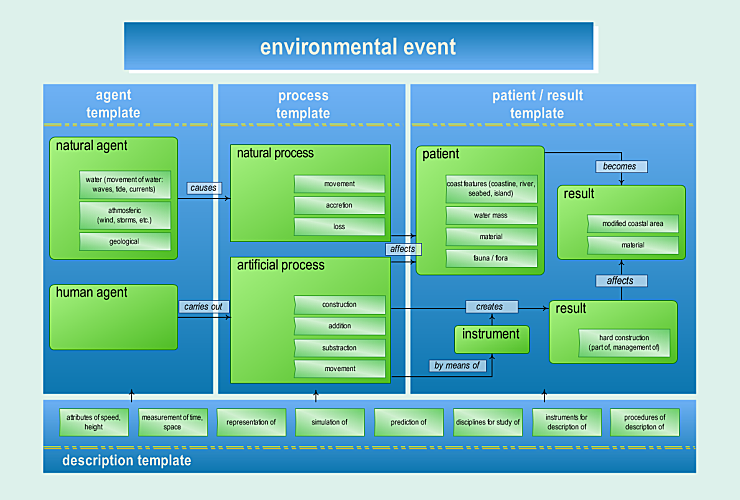 environmental event
agent
template
process
template
patient / result
template
natural agent
water (movement of water:
waves, tide, currents)
athmosferic
(wind, storms, etc.)
geological
causes
natural process
movement
accretion
loss
patient
coast features (coastline, river,
seabed, island)
water mass
material
fauna / flora
becomes
result
modified coastal area
material
affects
human agent
carries out
artificial process
construction
addition
substraction
movement
creates
instrument
by means of
affects
result
hard construction
(part of, management of)
attributes of speed,
height
measurement of time,
space
representation of
simulation of
prediction of
disciplines for study of
instruments for
description of
procedures of
description of
description template